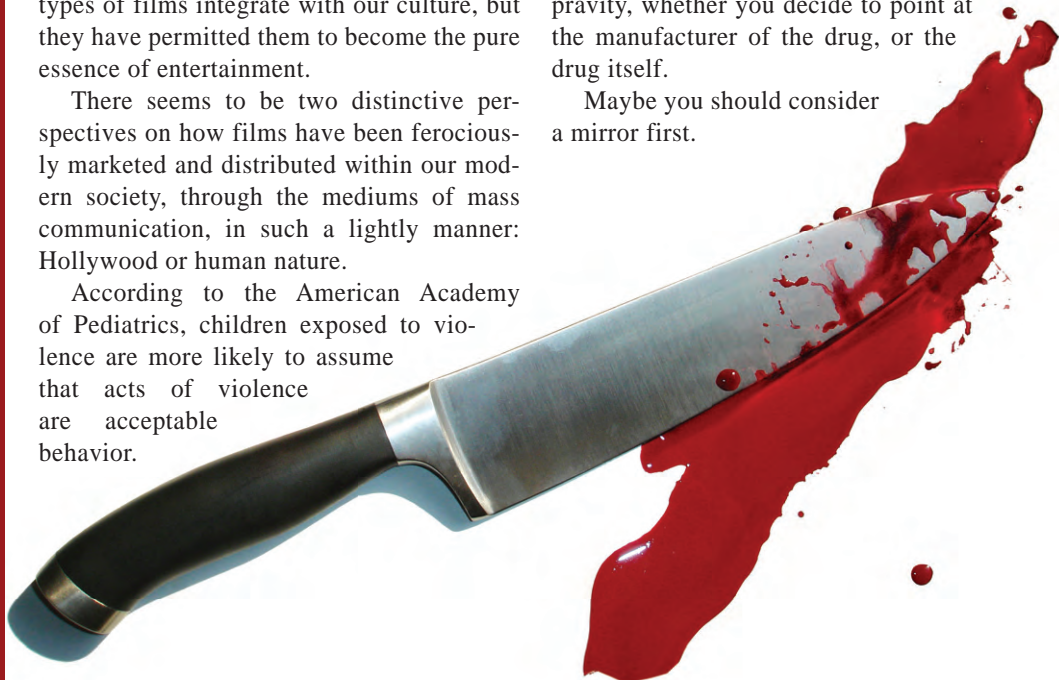 types of films integrate with our culture, but
they have permitted them to become the pure
essence of entertainment.
There seems to be two distinctive per-
spectives on how films have been ferocious-
ly marketed and distributed within our mod-
ern society, through the mediums of mass
communication, in such a lightly manner:
Hollywood or human nature.
According to the American Academy
of Pediatrics, children exposed to vio-
lence are more likely to assume
that acts of violence
are acceptable
behavior.
pravity, whether you decide to point at
the manufacturer of the drug, or the
drug itself.
Maybe you should consider
a mirror first.